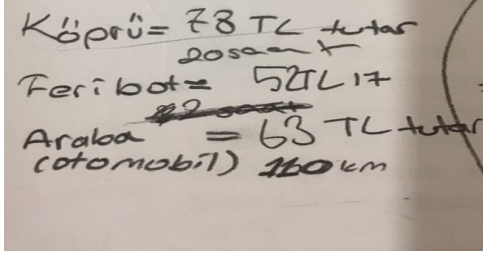 Köprü = 78 TL tutar
20saat
Feribot = 52TL 17
Araba = 63 TL tutar
(otomobil) 160 km